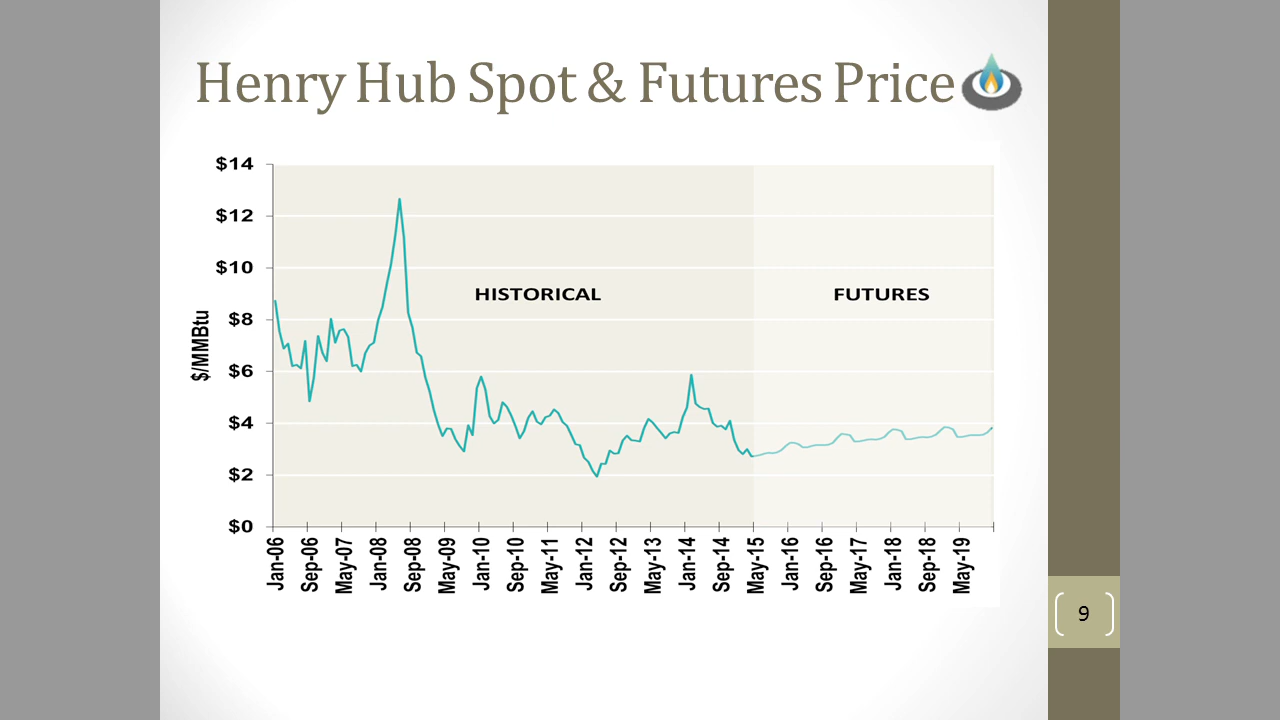 Henry Hub Spot & Futures Price
$14
$12
$10
$8
$6
$4
$2
$0
$/MMBtu
HISTORICAL
FUTURES
Jan-06
Sep-06
May-07
Jan-08
Sep-08
May-09
Jan-10
Sep-10
May-11
Jan-12
Sep-12
May-13
Jan-14
Sep-14
May-15
Jan-16
Sep-16
May-17
Jan-18
Sep-18
May-19
9